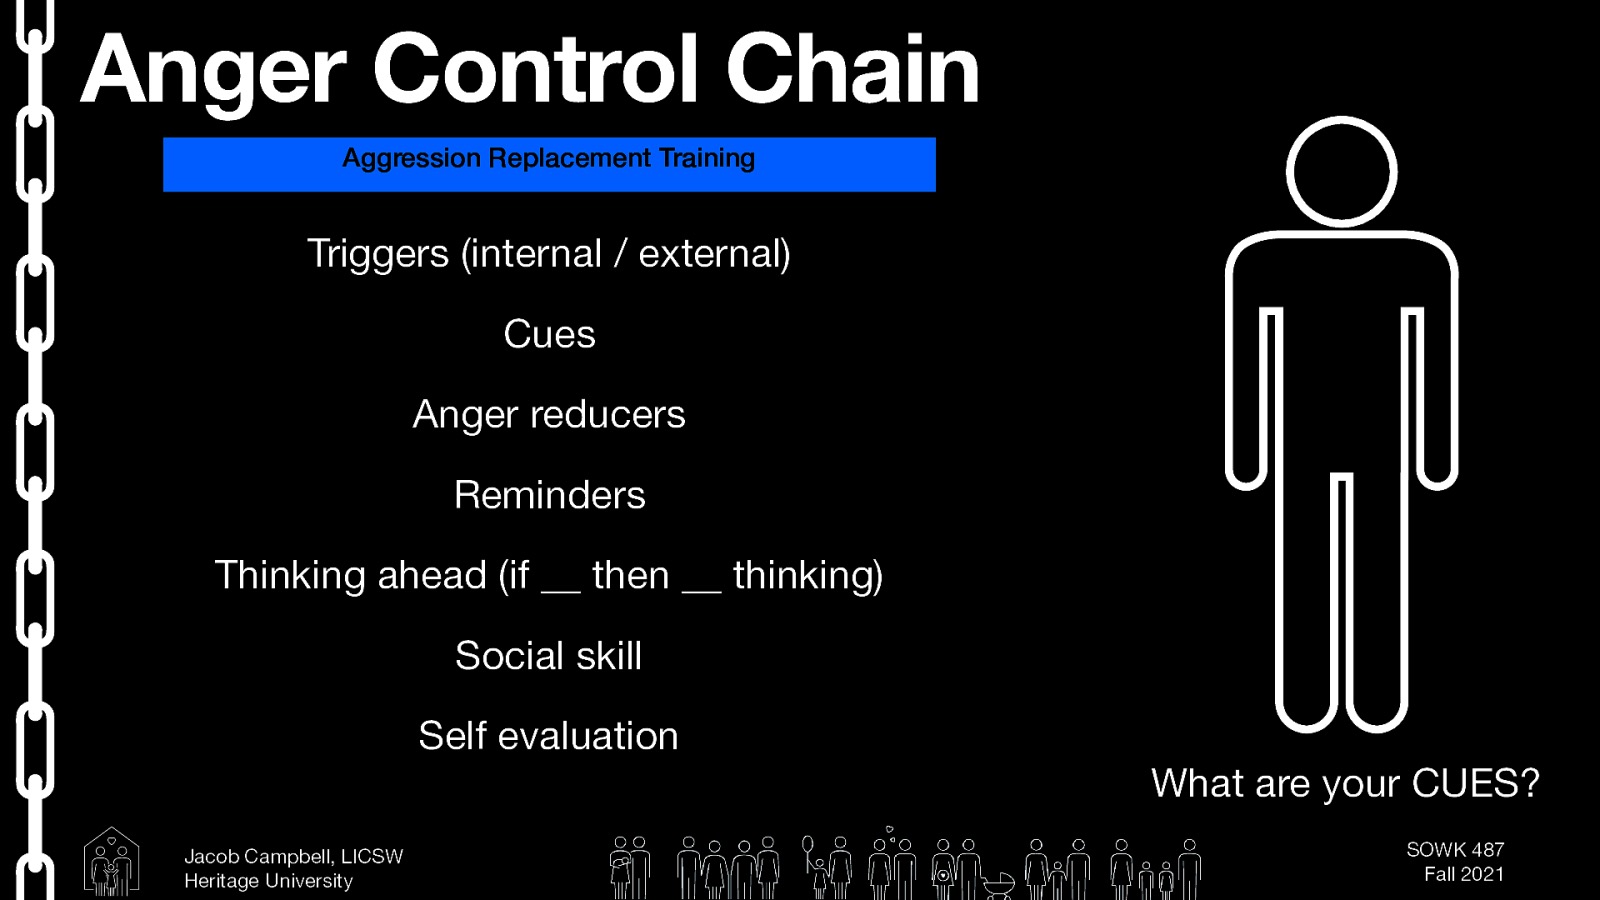 Anger Control Chain
Aggression Replacement Training
Triggers (internal / external)
Cues
Anger reducers
Reminders
Thinking ahead (if __ then __ thinking)
Social skill
Self evaluation
What are your CUES?
Jacob Campbell, LICSW
Heritage University
SOWK 487
Fall 2021